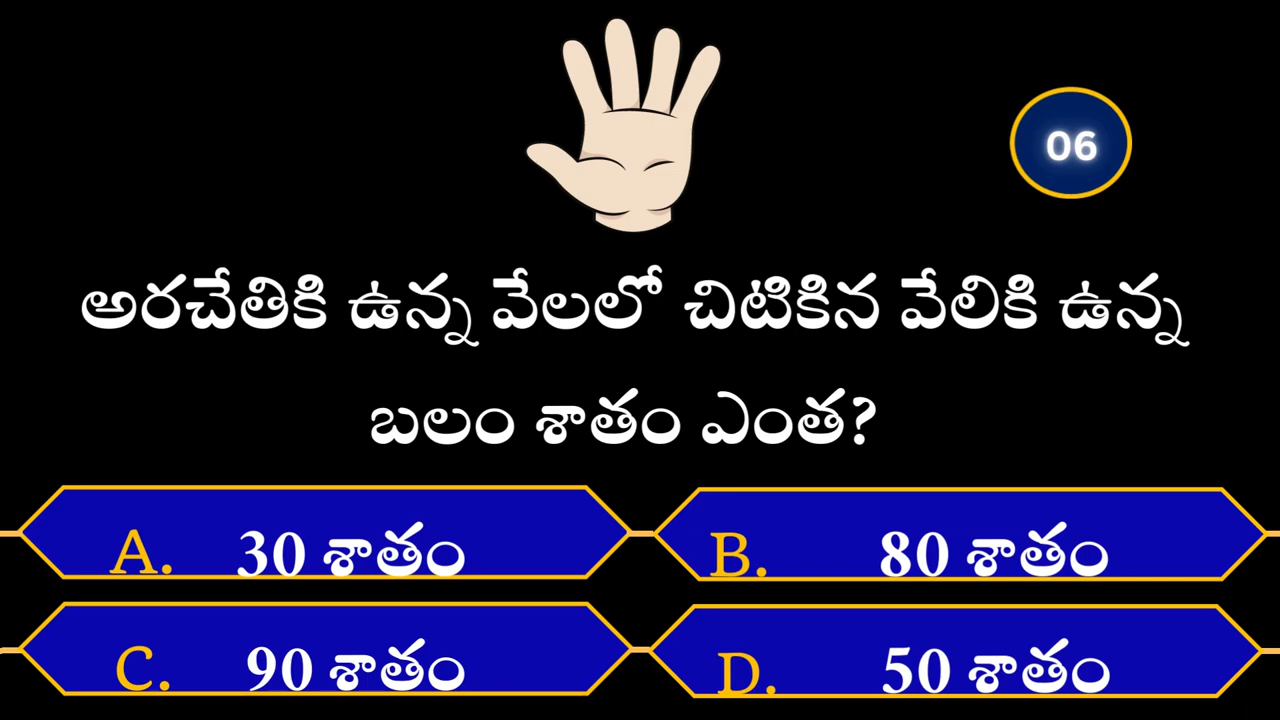 06
అరచేతికి ఉన్న వేలలో చిటికిన వేలికి ఉన్న
బలం శాతం ఎంత?
A. 30 శాతం
B. 80 శాతం
C. 90 శాతం
D. 50 శాతం